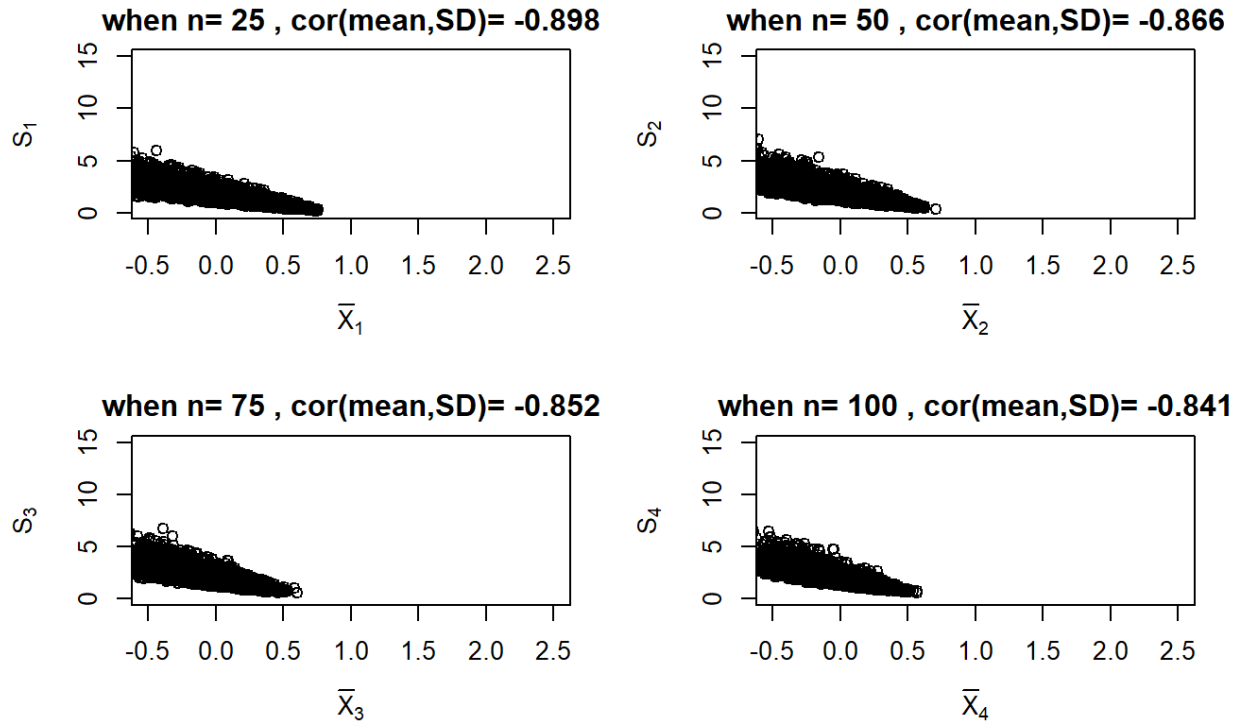 when n= 25 , cor(mean,SD)= -0.898
15
10
5
0
S₁
-0.5 0.0 0.5 1.0 1.5 2.0 2.5
X̅₁
when n= 50 , cor(mean,SD)= -0.866
15
10
5
0
S₂
-0.5 0.0 0.5 1.0 1.5 2.0 2.5
X̅₂
when n= 75 , cor(mean,SD)= -0.852
15
10
5
0
S₃
-0.5 0.0 0.5 1.0 1.5 2.0 2.5
X̅₃
when n= 100 , cor(mean,SD)= -0.841
15
10
5
0
S₄
-0.5 0.0 0.5 1.0 1.5 2.0 2.5
X̅₄